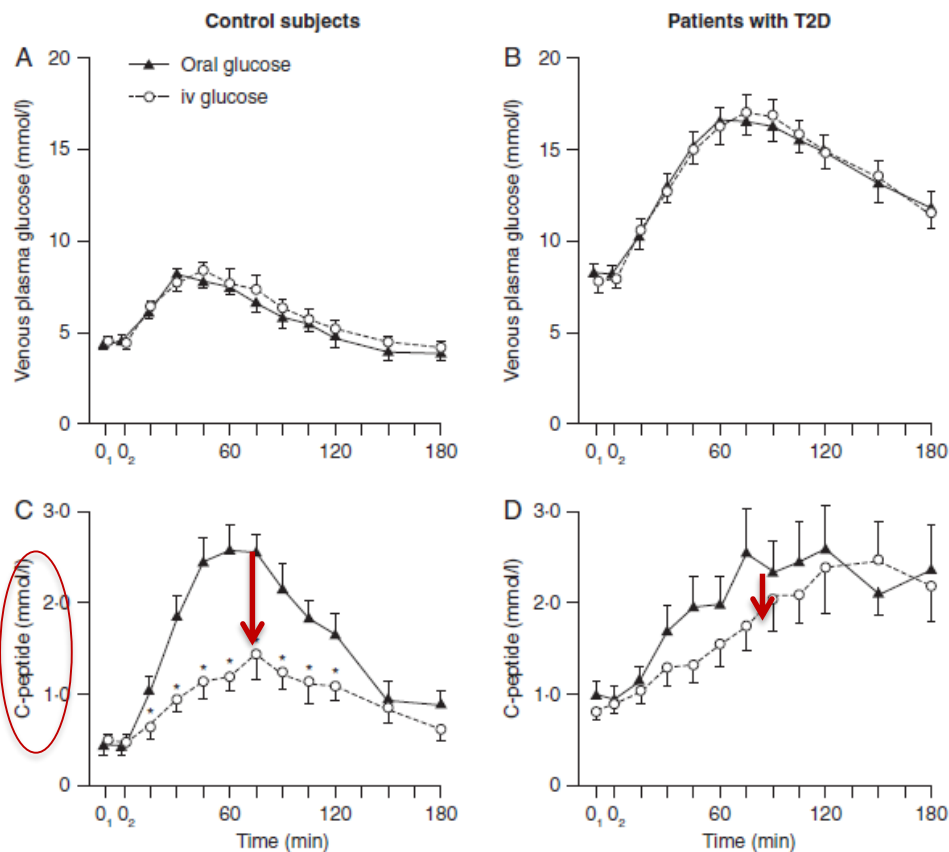 Control subjects
Patients with T2D
A
Oral glucose
iv glucose
Venous plasma glucose (mmol/l)
20
15
10
5
0
0₁ 0₂ 60 120 180
B
Venous plasma glucose (mmol/l)
20
15
10
5
0
0₁ 0₂ 60 120 180
C
C-peptide (mmol/l)
3·0
2·0
1·0
0
* * * * * * * *
0₁ 0₂ 60 120 180
Time (min)
D
C-peptide (mmol/l)
3·0
2·0
1·0
0
0₁ 0₂ 60 120 180
Time (min)